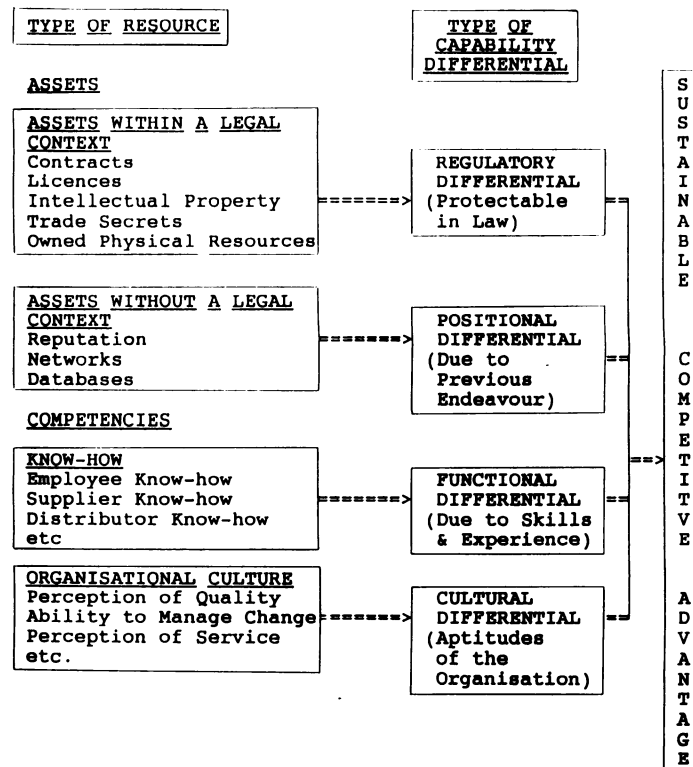 TYPE OF RESOURCE
TYPE OF
CAPABILITY
DIFFERENTIAL
ASSETS
ASSETS WITHIN A LEGAL
CONTEXT
Contracts
Licences
Intellectual Property
Trade Secrets
Owned Physical Resources
======>
REGULATORY
DIFFERENTIAL
(Protectable
in Law)
==
ASSETS WITHOUT A LEGAL
CONTEXT
Reputation
Networks
Databases
======>
POSITIONAL
DIFFERENTIAL
(Due to
Previous
Endeavour)
==
COMPETENCIES
KNOW-HOW
Employee Know-how
Supplier Know-how
Distributor Know-how
etc
======>
FUNCTIONAL
DIFFERENTIAL
(Due to Skills
& Experience)
==
ORGANISATIONAL CULTURE
Perception of Quality
Ability to Manage Change
Perception of Service
etc.
======>
CULTURAL
DIFFERENTIAL
(Aptitudes
of the
Organisation)
==
==>
SUSTAINABLE
COMPETITVE
ADVANTAGE